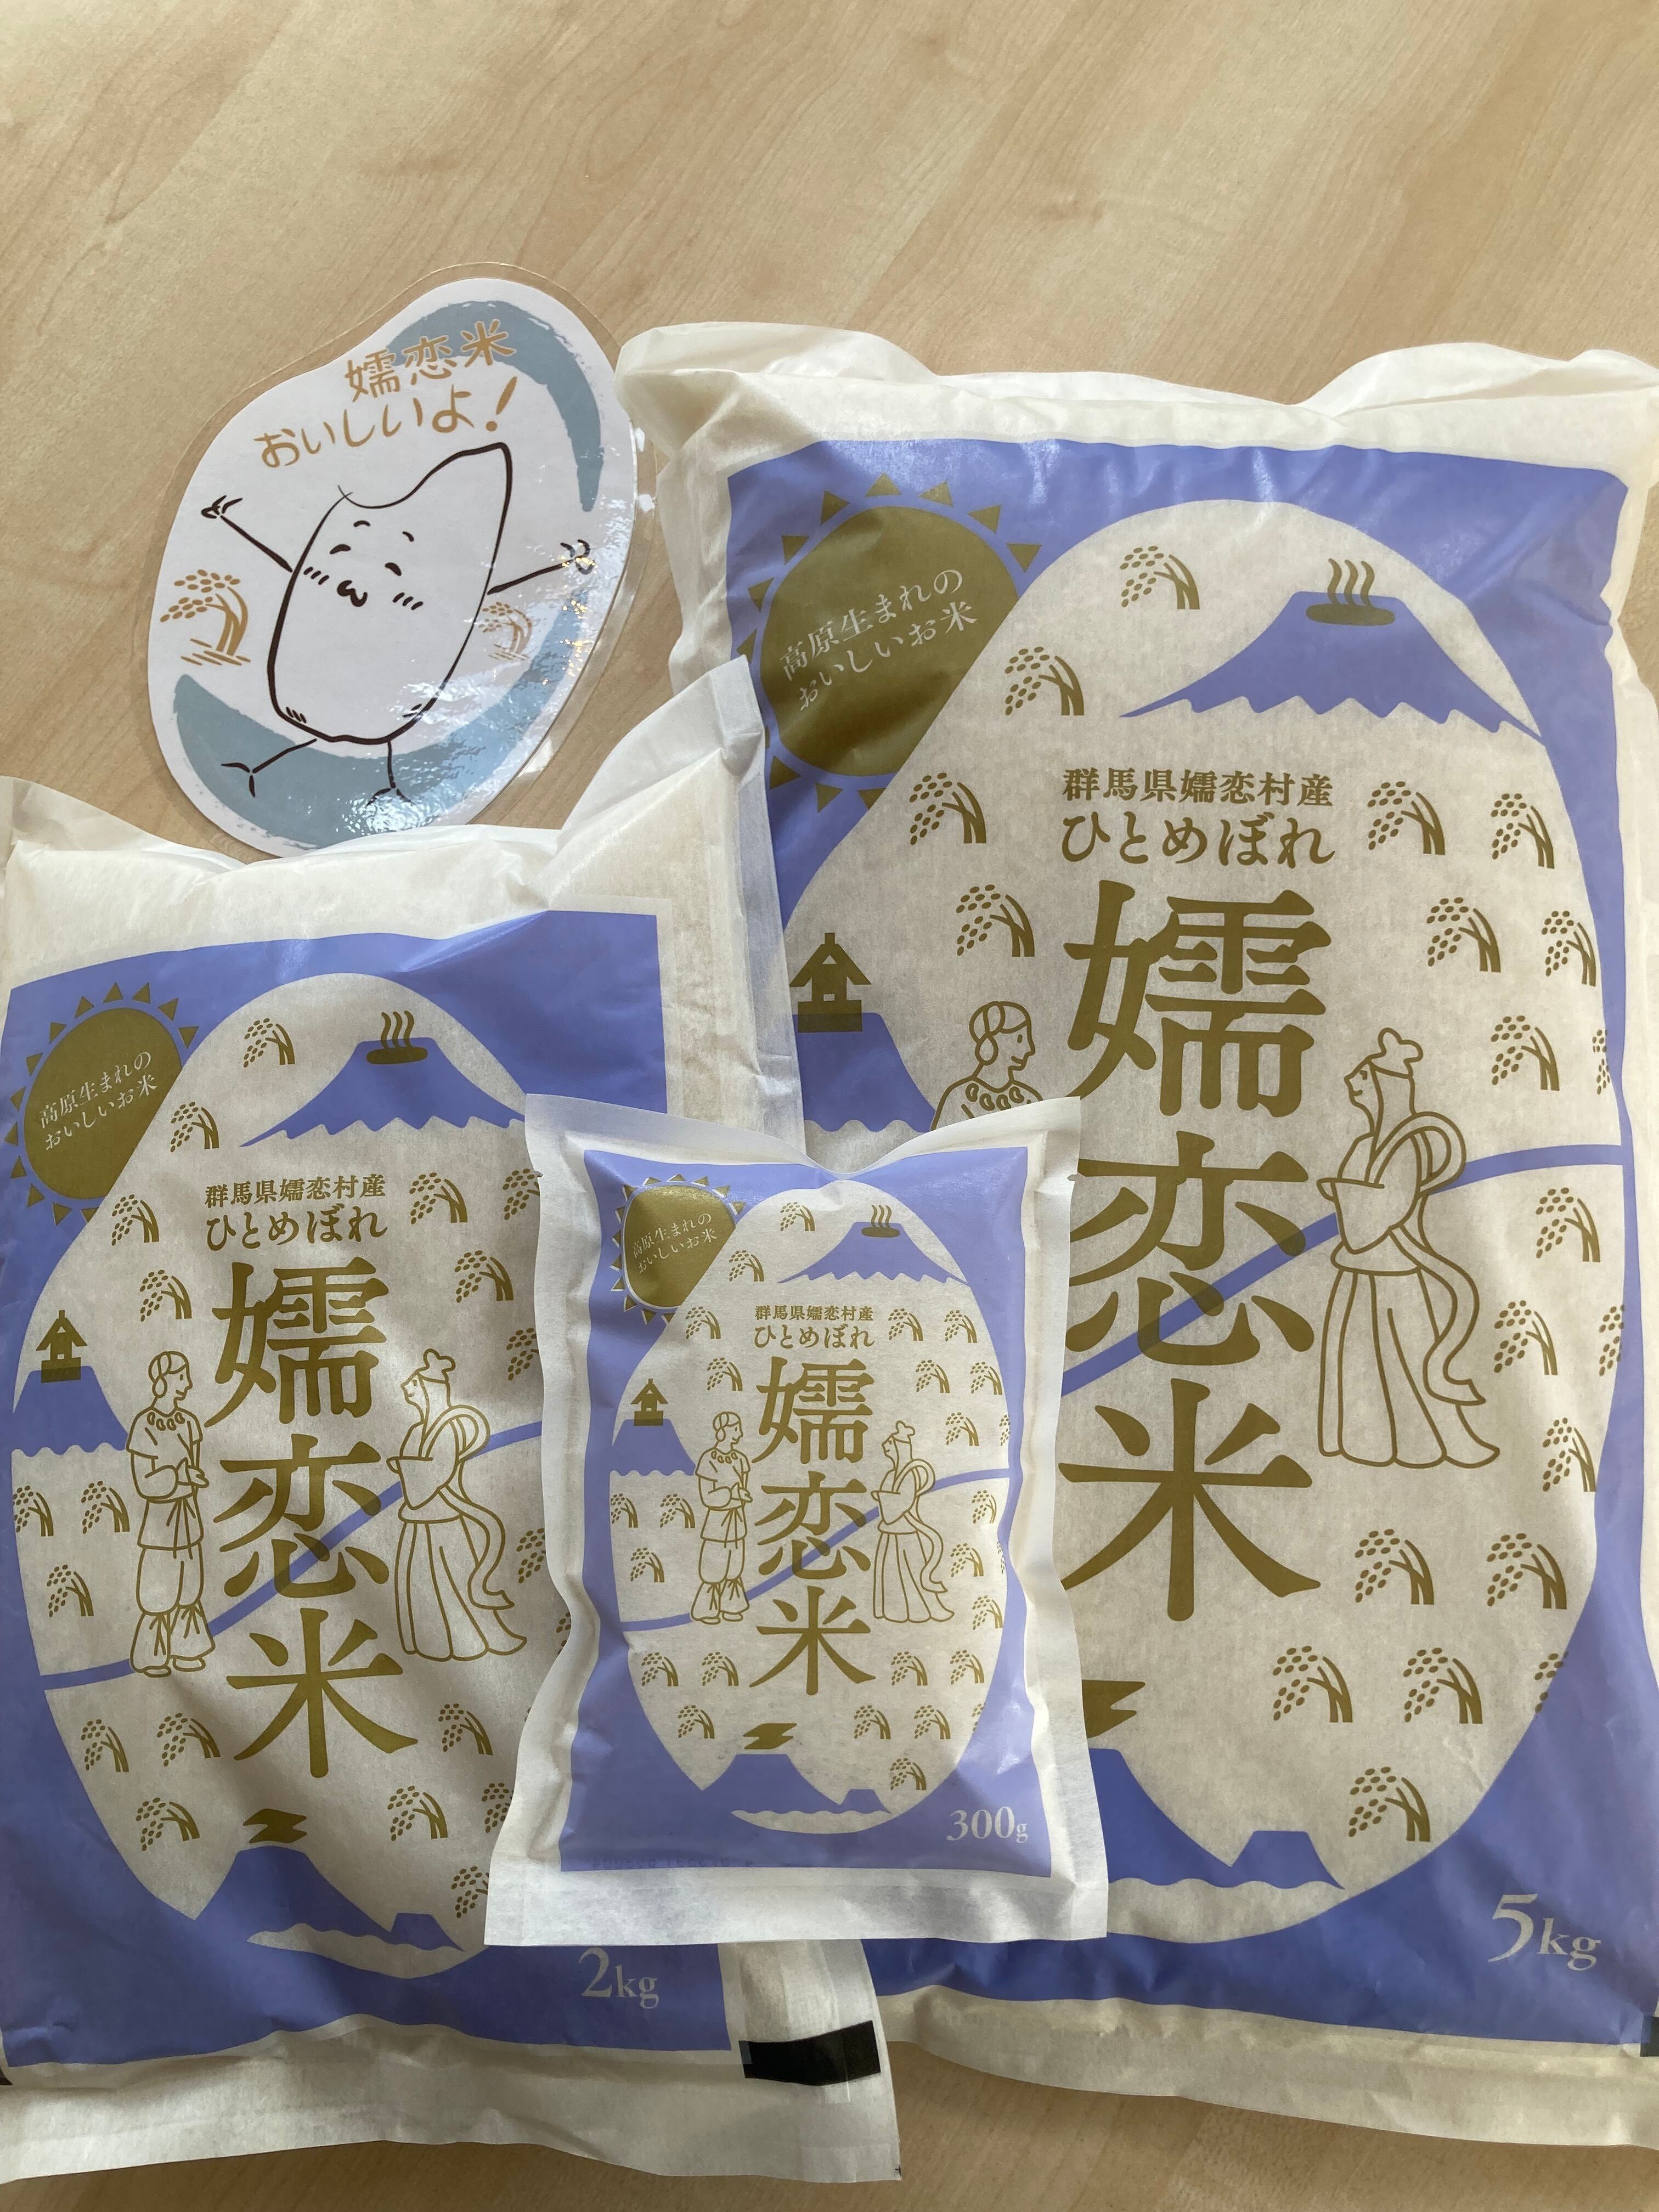 嬬恋米
おいしいよ!
高原生まれの
おいしいお米
群馬県嬬恋村産
ひとめぼれ
嬬恋米
5kg
高原生まれの
おいしいお米
群馬県嬬恋村産
ひとめぼれ
嬬恋米
2kg
高原生まれの
おいしいお米
群馬県嬬恋村産
ひとめぼれ
嬬恋米
300g